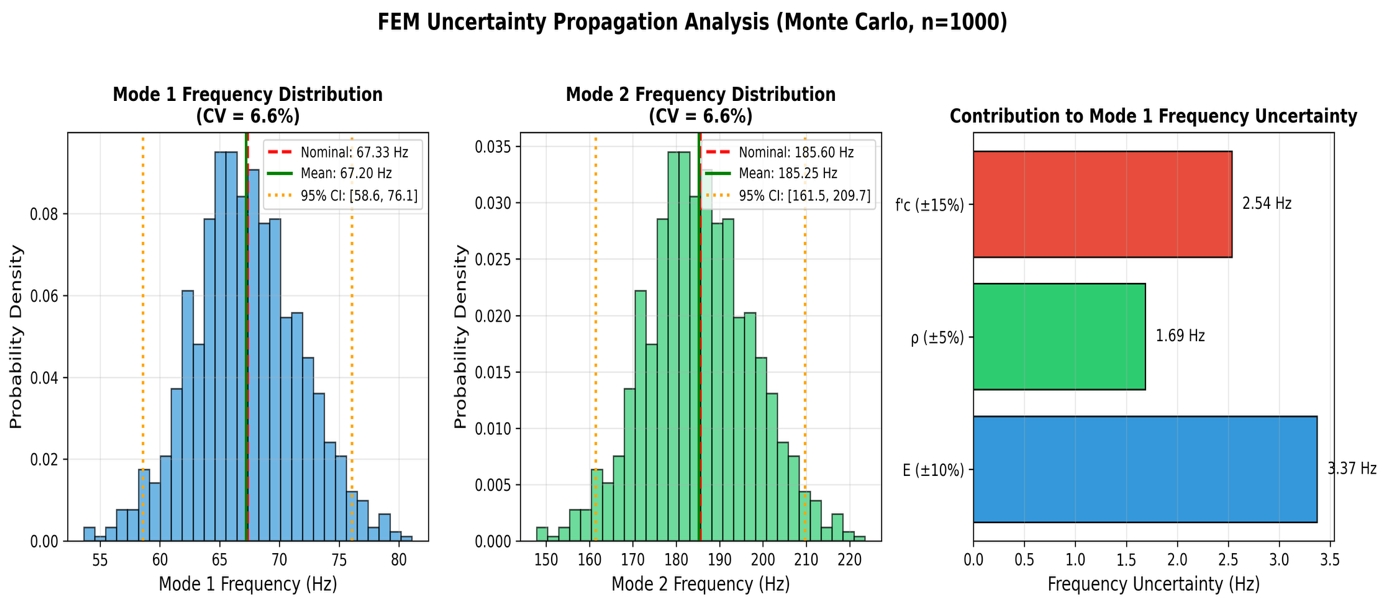 FEM Uncertainty Propagation Analysis (Monte Carlo, n=1000)
Mode 1 Frequency Distribution
(CV = 6.6%)
Nominal: 67.33 Hz
Mean: 67.20 Hz
95% CI: [58.6, 76.1]
Probability Density
0.08
0.06
0.04
0.02
0.00
55 60 65 70 75 80
Mode 1 Frequency (Hz)
Mode 2 Frequency Distribution
(CV = 6.6%)
Nominal: 185.60 Hz
Mean: 185.25 Hz
95% CI: [161.5, 209.7]
Probability Density
0.035
0.030
0.025
0.020
0.015
0.010
0.005
0.000
150 160 170 180 190 200 210 220
Mode 2 Frequency (Hz)
Contribution to Mode 1 Frequency Uncertainty
f'c (±15%) 2.54 Hz
ρ (±5%) 1.69 Hz
E (±10%) 3.37 Hz
0.0 0.5 1.0 1.5 2.0 2.5 3.0 3.5
Frequency Uncertainty (Hz)